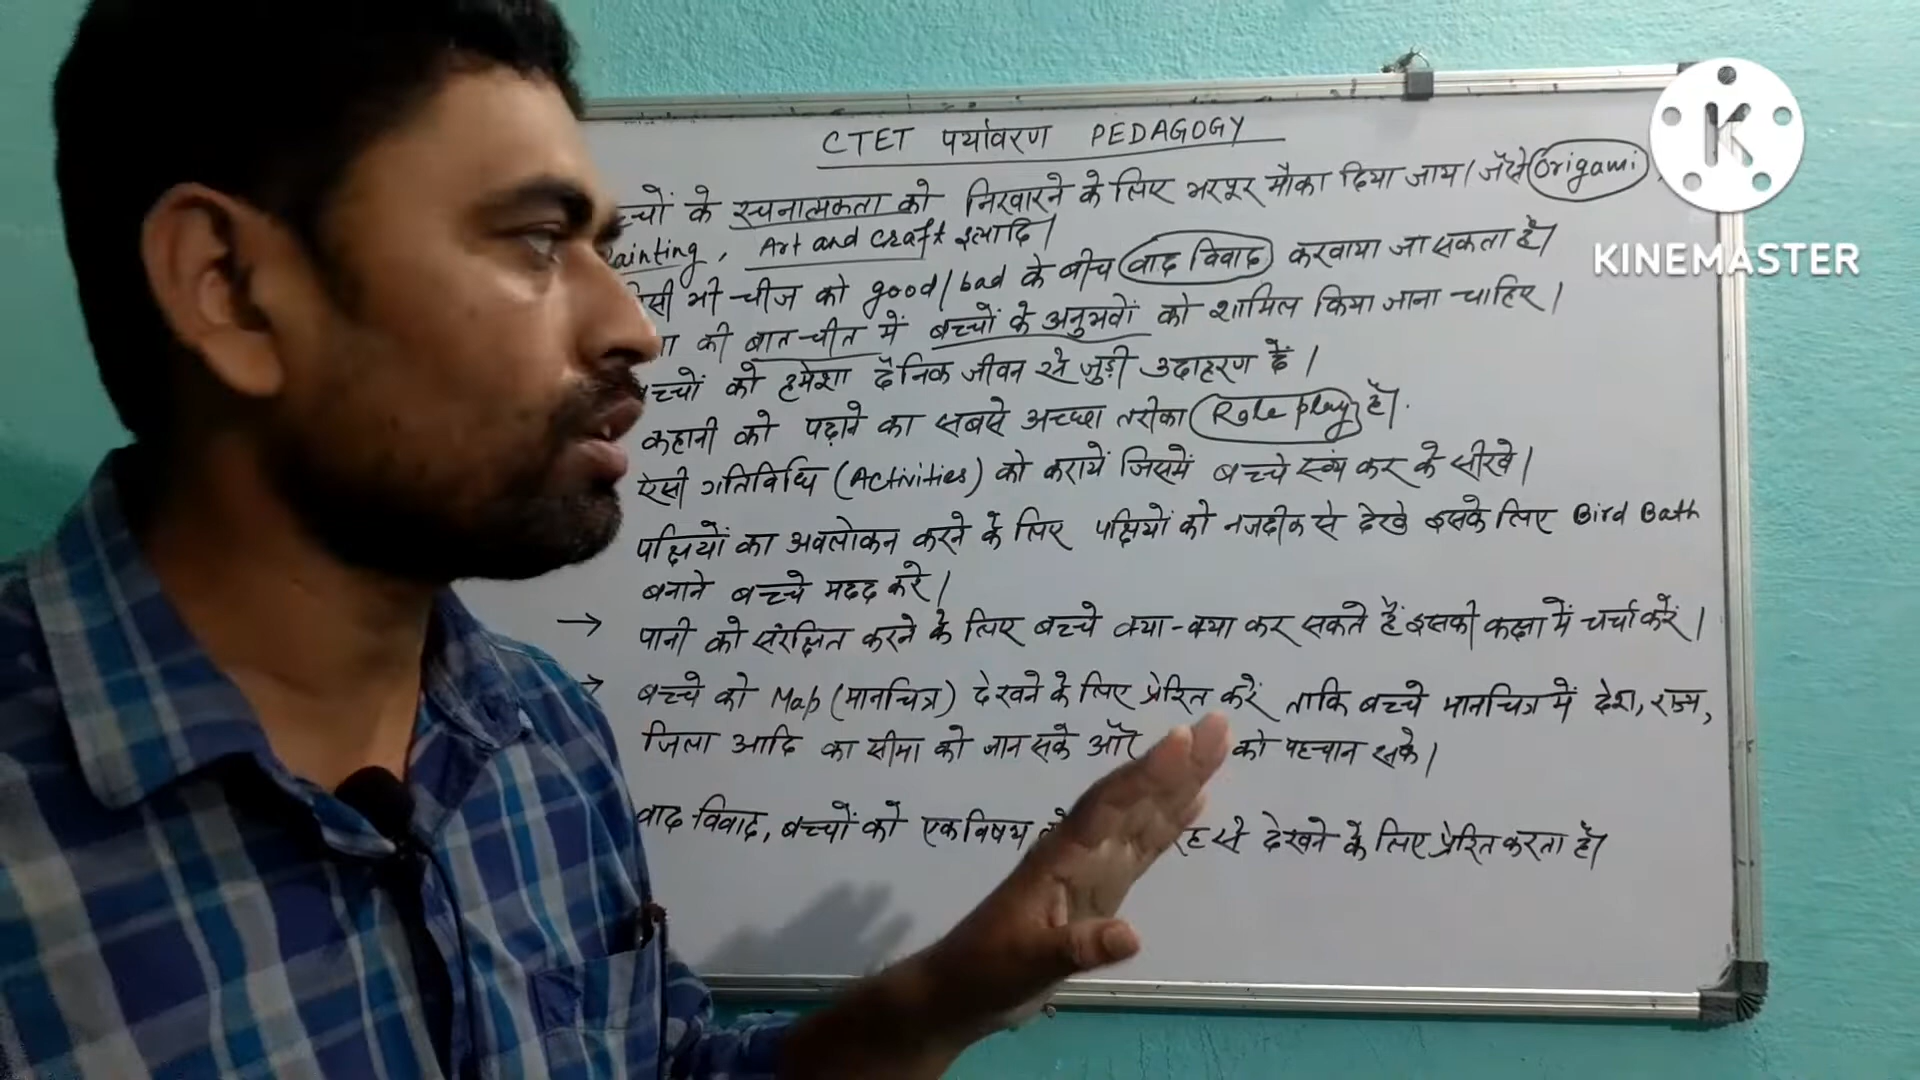 CTET पर्यावरण PEDAGOGY
के रचनात्मकता को निखारने के लिए भरपूर मौका दिया जाय। जैसे Origami
ainting, Art and craft इत्यादि।
भी चीज को good/bad के बीच वाद विवाद करवाया जा सकता है।
की बात-चीत में बच्चों के अनुभवों को शामिल किया जाना चाहिए।
च्चों को हमेशा दैनिक जीवन से जुड़ी उदाहरण दें।
कहानी को पढ़ाने का सबसे अच्छा तरीका Role play है।
ऐसी गतिविधि (Activities) को करायें जिसमें बच्चे स्वंय कर के सीखे।
पक्षियों का अवलोकन करने के लिए पक्षियों को नजदीक से देखे इसके लिए Bird Bath
बनाने बच्चे मदद करे।
→ पानी को संरक्षित करने के लिए बच्चे क्या-क्या कर सकते हैं इसकी कक्षा में चर्चा करें।
→ बच्चे को Map (मानचित्र) देखने के लिए प्रेरित करें ताकि बच्चे मानचित्र में देश, राज्य,
जिला आदि का सीमा को जान सके और को पहचान सके।
वाद-विवाद, बच्चों को एक विषय से देखने के लिए प्रेरित करता है।
K
KINEMASTER